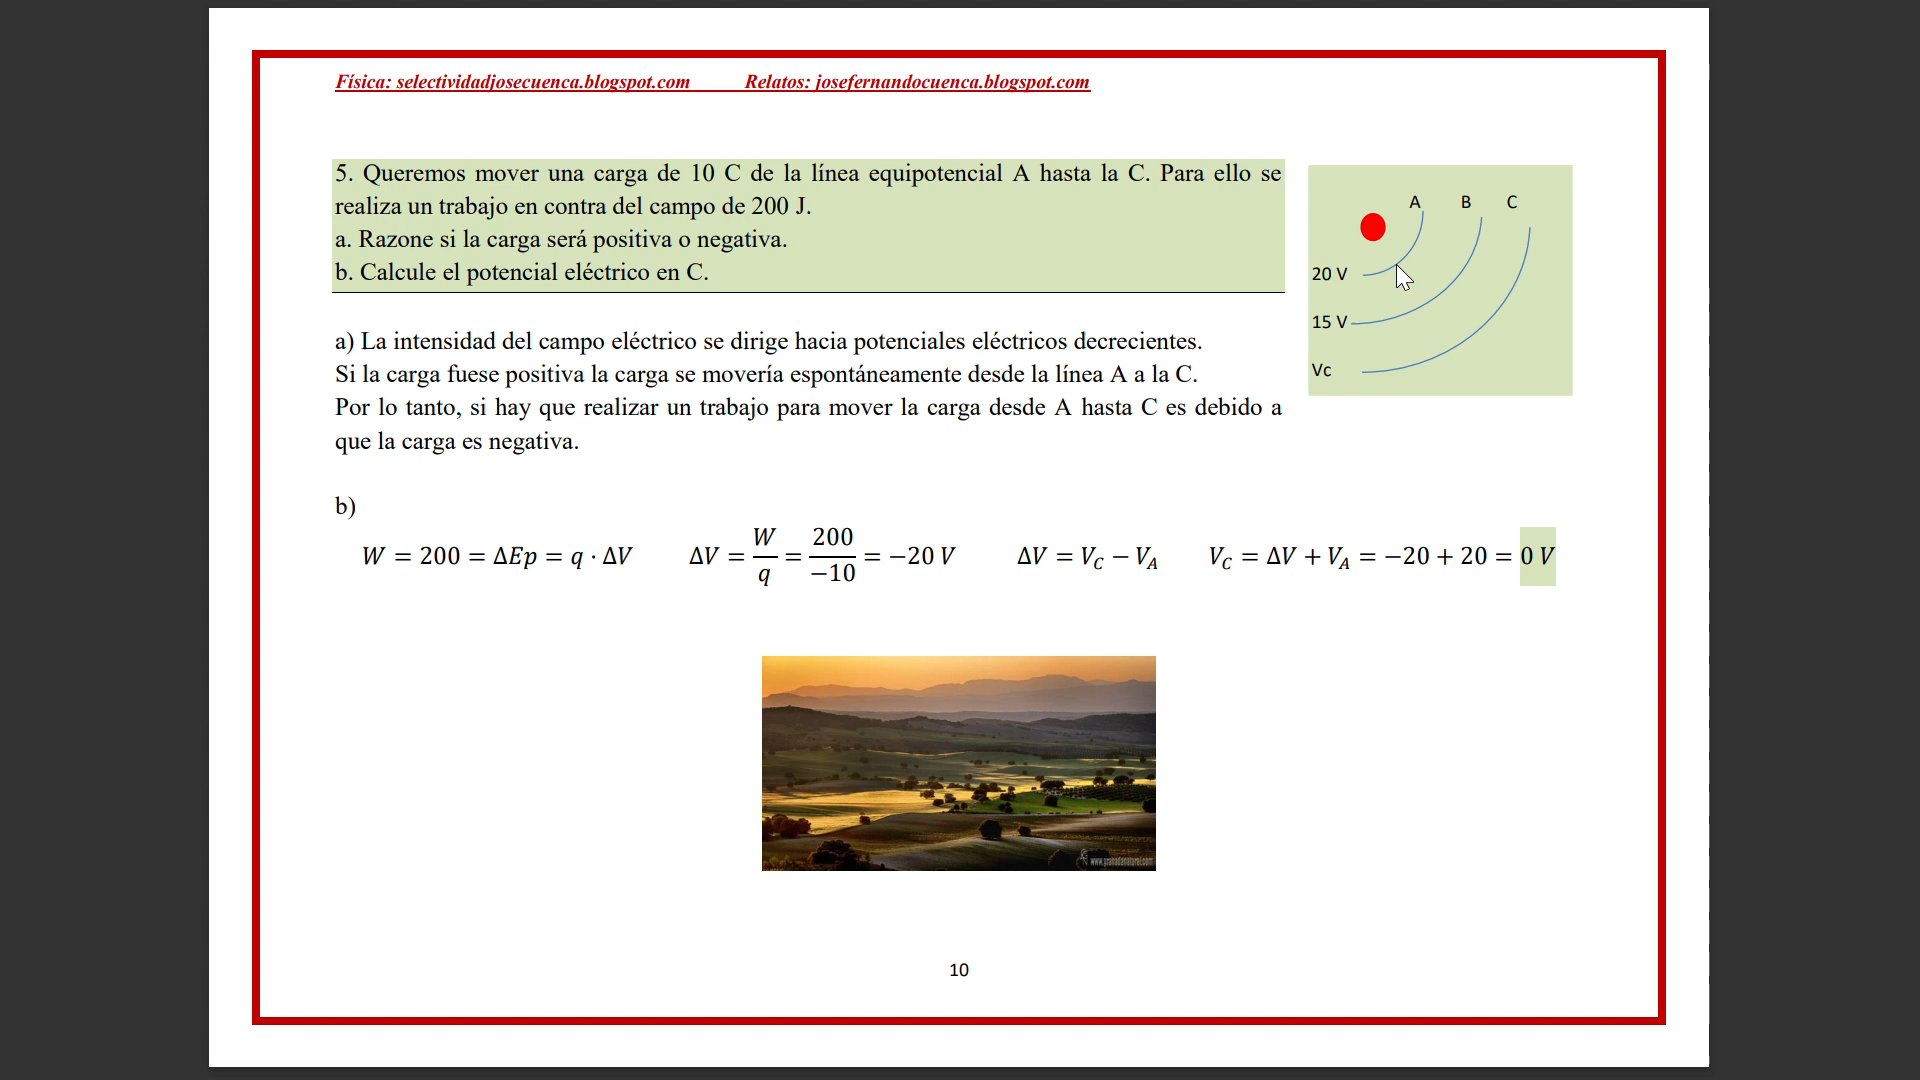 Física: selectividadjosecuenca.blogspot.com Relatos: josefernandocuenca.blogspot.com
5. Queremos mover una carga de 10 C de la línea equipotencial A hasta la C. Para ello se
realiza un trabajo en contra del campo de 200 J.
a. Razone si la carga será positiva o negativa.
b. Calcule el potencial eléctrico en C.
A B C
20 V
15 V
Vc
a) La intensidad del campo eléctrico se dirige hacia potenciales eléctricos decrecientes.
Si la carga fuese positiva la carga se movería espontáneamente desde la línea A a la C.
Por lo tanto, si hay que realizar un trabajo para mover la carga desde A hasta C es debido a
que la carga es negativa.
b)
W = 200 = ΔEp = q · ΔV ΔV = W/q = 200/−10 = −20 V ΔV = V_C − V_A V_C = ΔV + V_A = −20 + 20 = 0 V
www.granadanatural.com
10